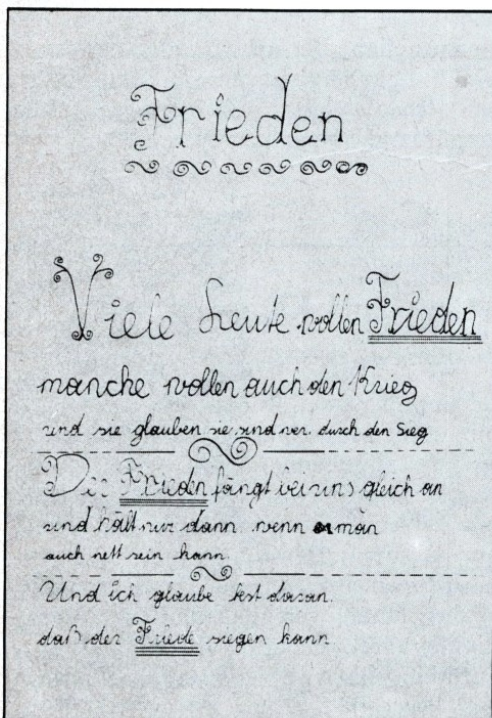 Frieden
Viele Leute wollen Frieden
manche wollen auch den Krieg
und sie glauben sie sind wer durch den Sieg
Der Frieden fängt bei uns gleich an
und hält nur dann wenn man
auch nett sein kann.
Und ich glaube fest daran.
daß der Friede siegen kann